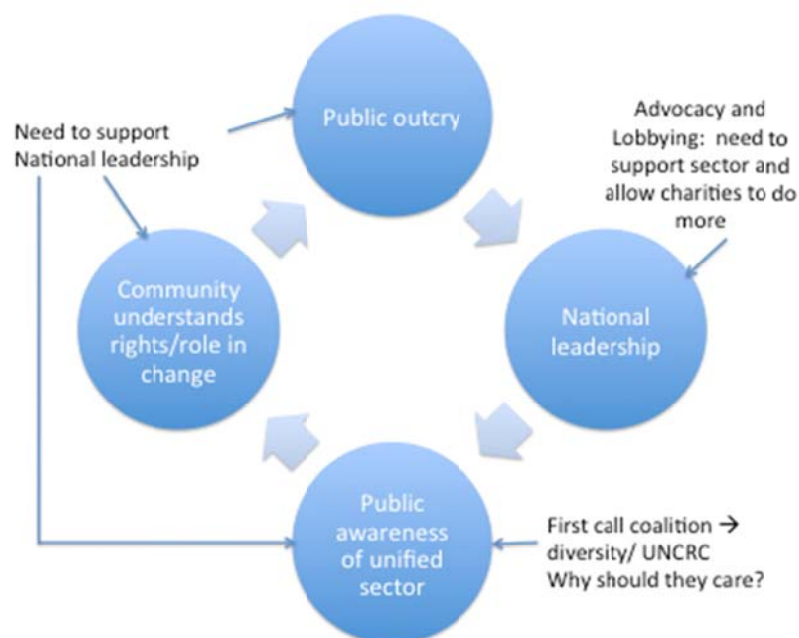 Public outcry
Need to support
National leadership
Advocacy and
Lobbying: need to
support sector and
allow charities to do
more
Community
understands
rights/role in
change
National
leadership
Public
awareness
of unified
sector
First call coalition →
diversity/ UNCRC
Why should they care?